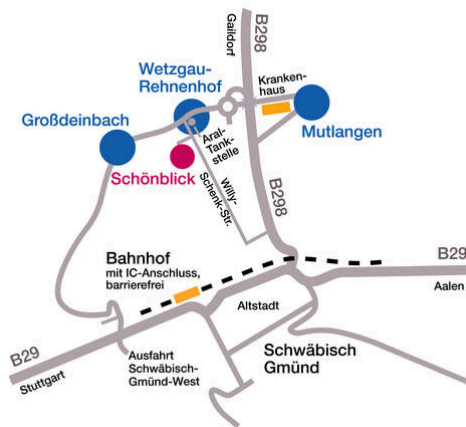 Gaildorf
B298
Wetzgau-
Rehnenhof
Kranken-
haus
Großdeinbach
Mutlangen
Aral-
Tank-
stelle
Schönblick
Willy-
Schenk-Str.
B298
Bahnhof
mit IC-Anschluss,
barrierefrei
B29
Aalen
Altstadt
Schwäbisch
Gmünd
B29
Stuttgart
Ausfahrt
Schwäbisch-
Gmünd-West